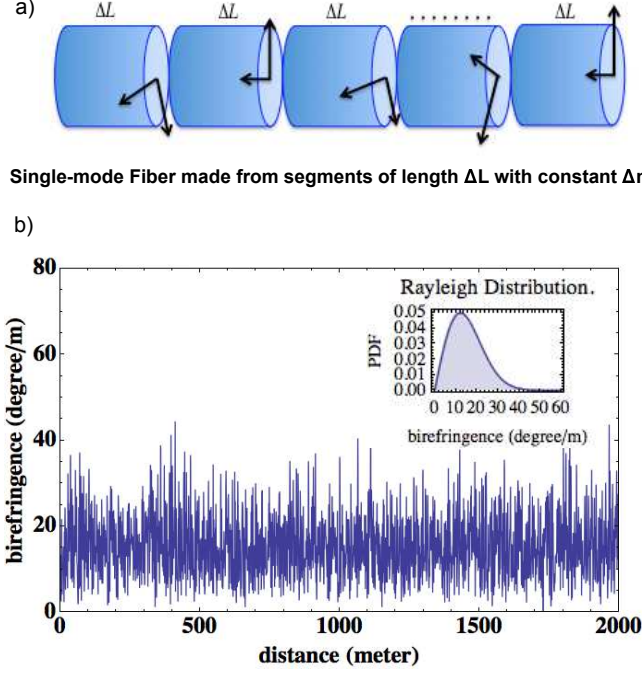 a)
ΔL ΔL ΔL ........ ΔL
Single-mode Fiber made from segments of length ΔL with constant Δn
b)
80
60
40
20
0
birefringence (degree/m)
0 500 1000 1500 2000
distance (meter)
Rayleigh Distribution.
0.05
0.04
0.03
0.02
0.01
0.00
PDF
0 10 20 30 40 50 60
birefringence (degree/m)